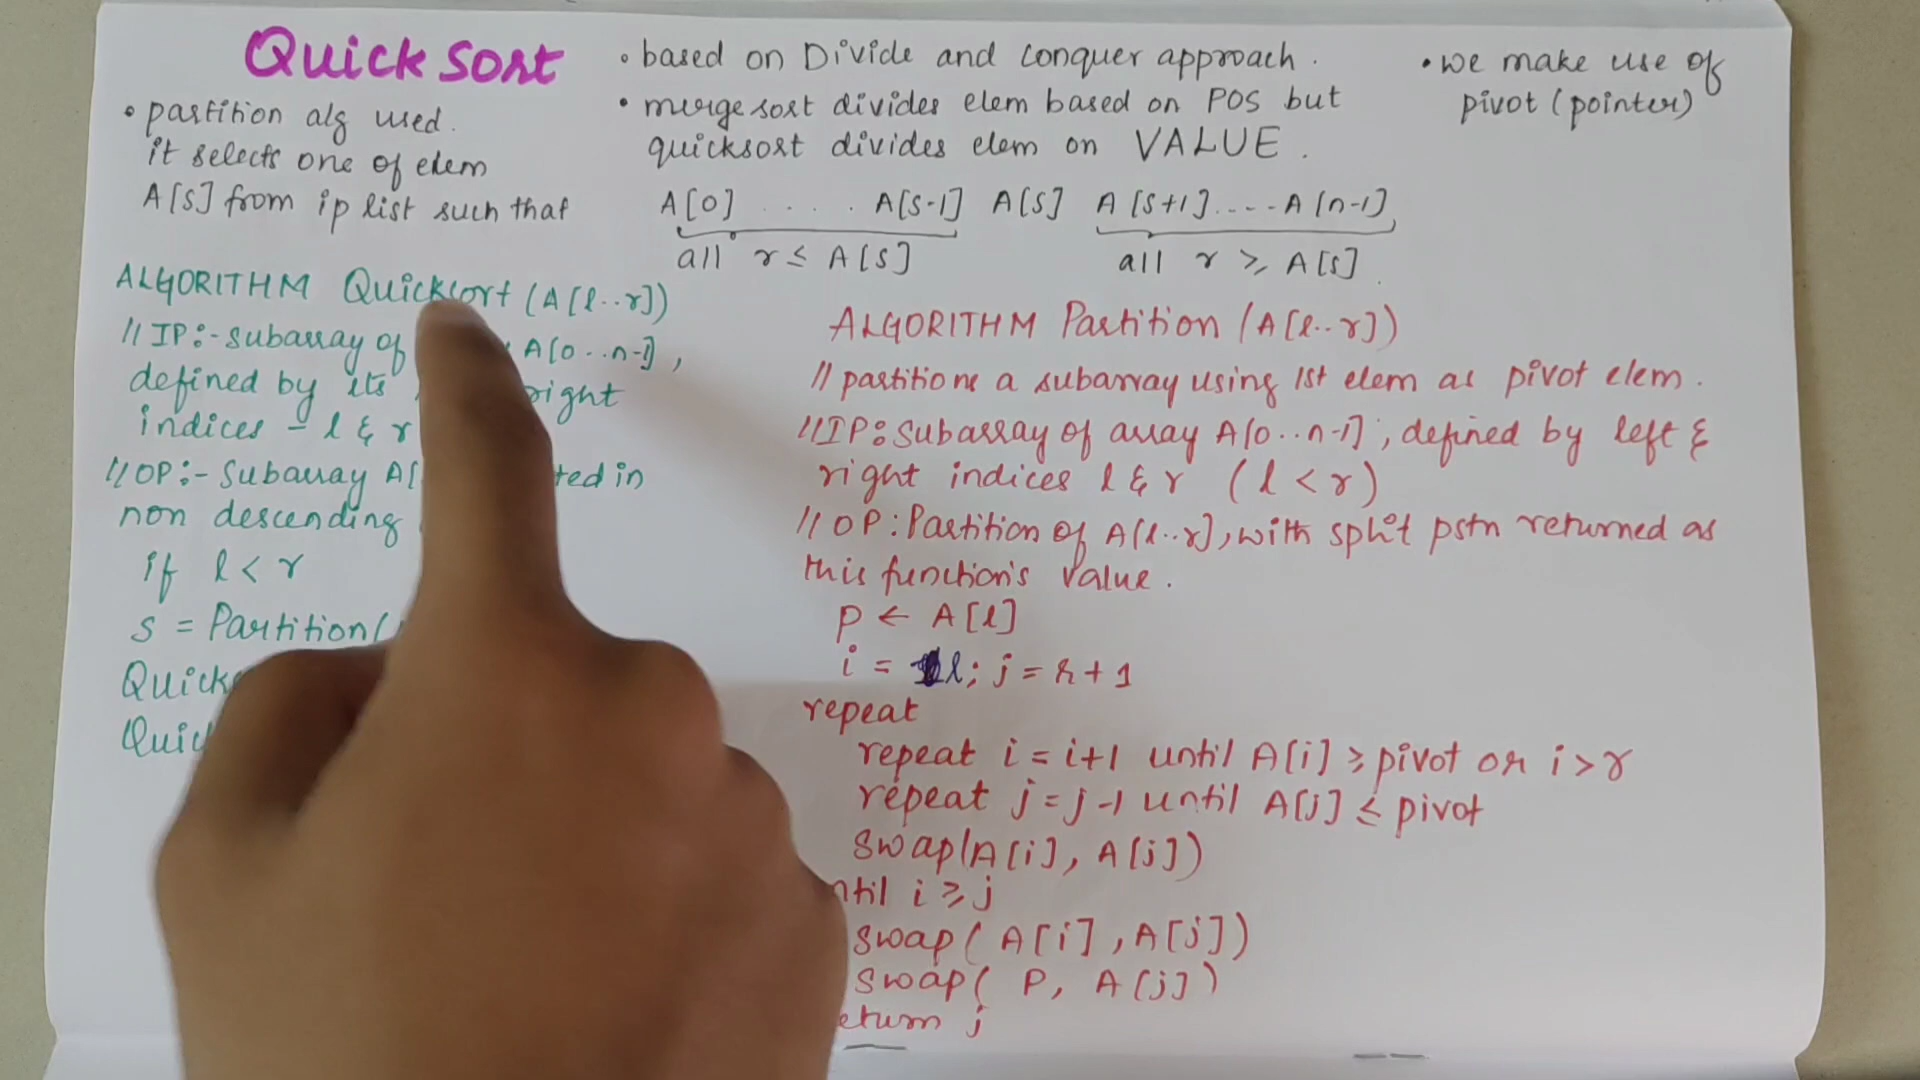 Quick Sort
• partition alg used.
it selects one of elem
A[S] from ip list such that
• based on Divide and conquer approach.
• merge sort divides elem based on POS but
quicksort divides elem on VALUE.
• we make use of
pivot (pointer)
A[0] .... A[S-1] A[S] A[S+1]....A[n-1]
all r ≤ A[S] all r ≥ A[S]
ALGORITHM Quicksort (A[l..r])
// IP:- subarray of A[0..n-1],
defined by its right
indices - l & r
// OP:- Subarray A[ ted in
non descending
if l < r
S = Partition(
Quick
Quic
ALGORITHM Partition (A[l..r])
// partitions a subarray using 1st elem as pivot elem.
// IP: Subarray of array A[0..n-1], defined by left &
right indices l & r (l < r)
// OP: Partition of A[l..r], with split pstn returned as
this function's value.
P ← A[l]
i = l; j = r+1
repeat
repeat i = i+1 until A[i] ≥ pivot or i > r
repeat j = j-1 until A[j] ≤ pivot
swap(A[i], A[j])
ntil i ≥ j
swap( A[i], A[j])
swap( P, A[j])
eturn j